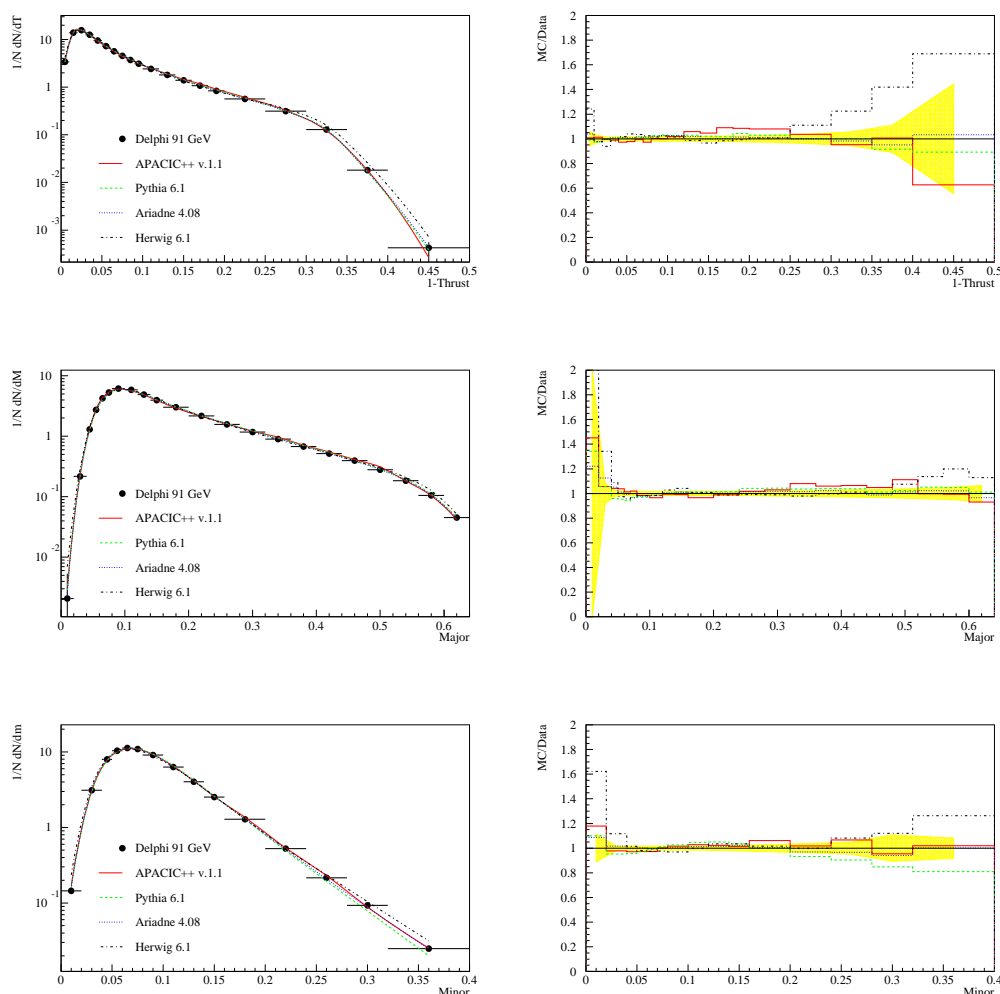 1/N dN/dT
10
1
10 -1
10 -2
10 -3
Delphi 91 GeV
APACIC++ v.1.1
Pythia 6.1
Ariadne 4.08
Herwig 6.1
0 0.05 0.1 0.15 0.2 0.25 0.3 0.35 0.4 0.45 0.5
1-Thrust
MC/Data
2
1.8
1.6
1.4
1.2
1
0.8
0.6
0.4
0.2
0
0 0.05 0.1 0.15 0.2 0.25 0.3 0.35 0.4 0.45 0.5
1-Thrust
1/N dN/dM
10
1
10 -1
10 -2
Delphi 91 GeV
APACIC++ v.1.1
Pythia 6.1
Ariadne 4.08
Herwig 6.1
0 0.1 0.2 0.3 0.4 0.5 0.6
Major
MC/Data
2
1.8
1.6
1.4
1.2
1
0.8
0.6
0.4
0.2
0
0 0.1 0.2 0.3 0.4 0.5 0.6
Major
1/N dN/dm
10
1
10 -1
Delphi 91 GeV
APACIC++ v.1.1
Pythia 6.1
Ariadne 4.08
Herwig 6.1
0 0.05 0.1 0.15 0.2 0.25 0.3 0.35 0.4
Minor
MC/Data
2
1.8
1.6
1.4
1.2
1
0.8
0.6
0.4
0.2
0
0 0.05 0.1 0.15 0.2 0.25 0.3 0.35 0.4
Minor